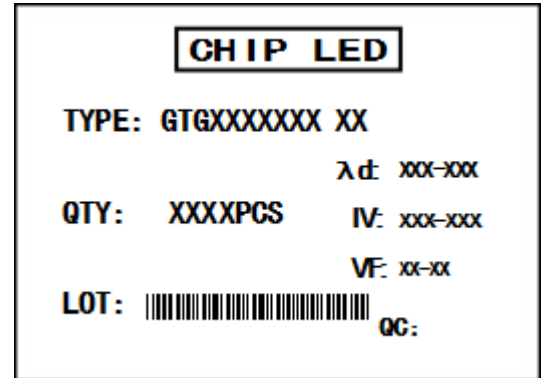 CHIP LED
TYPE: GTGXXXXXXX XX
λd: XXX-XXX
QTY: XXXXPCS IV: XXX-XXX
VF: XX-XX
LOT:
QC: